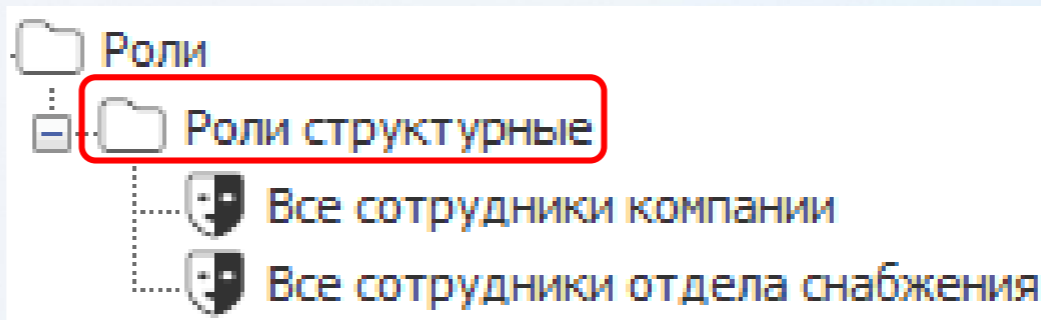 Роли
Роли структурные
Все сотрудники компании
Все сотрудники отдела снабжения